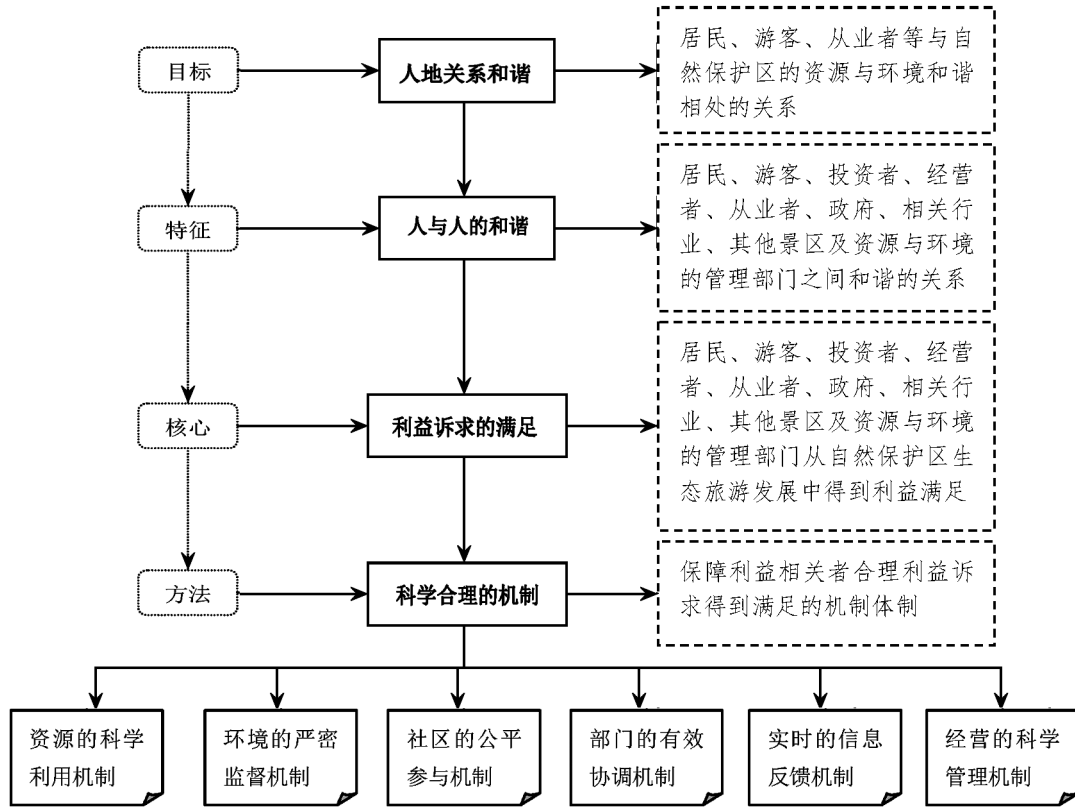 目标
人地关系和谐
居民、游客、从业者等与自
然保护区的资源与环境和谐
相处的关系
特征
人与人的和谐
居民、游客、投资者、经营
者、从业者、政府、相关行
业、其他景区及资源与环境
的管理部门之间和谐的关系
核心
利益诉求的满足
居民、游客、投资者、经营
者、从业者、政府、相关行
业、其他景区及资源与环境
的管理部门从自然保护区生
态旅游发展中得到利益满足
方法
科学合理的机制
保障利益相关者合理利益诉
求得到满足的机制体制
资源的科学
利用机制
环境的严密
监督机制
社区的公平
参与机制
部门的有效
协调机制
实时的信息
反馈机制
经营的科学
管理机制